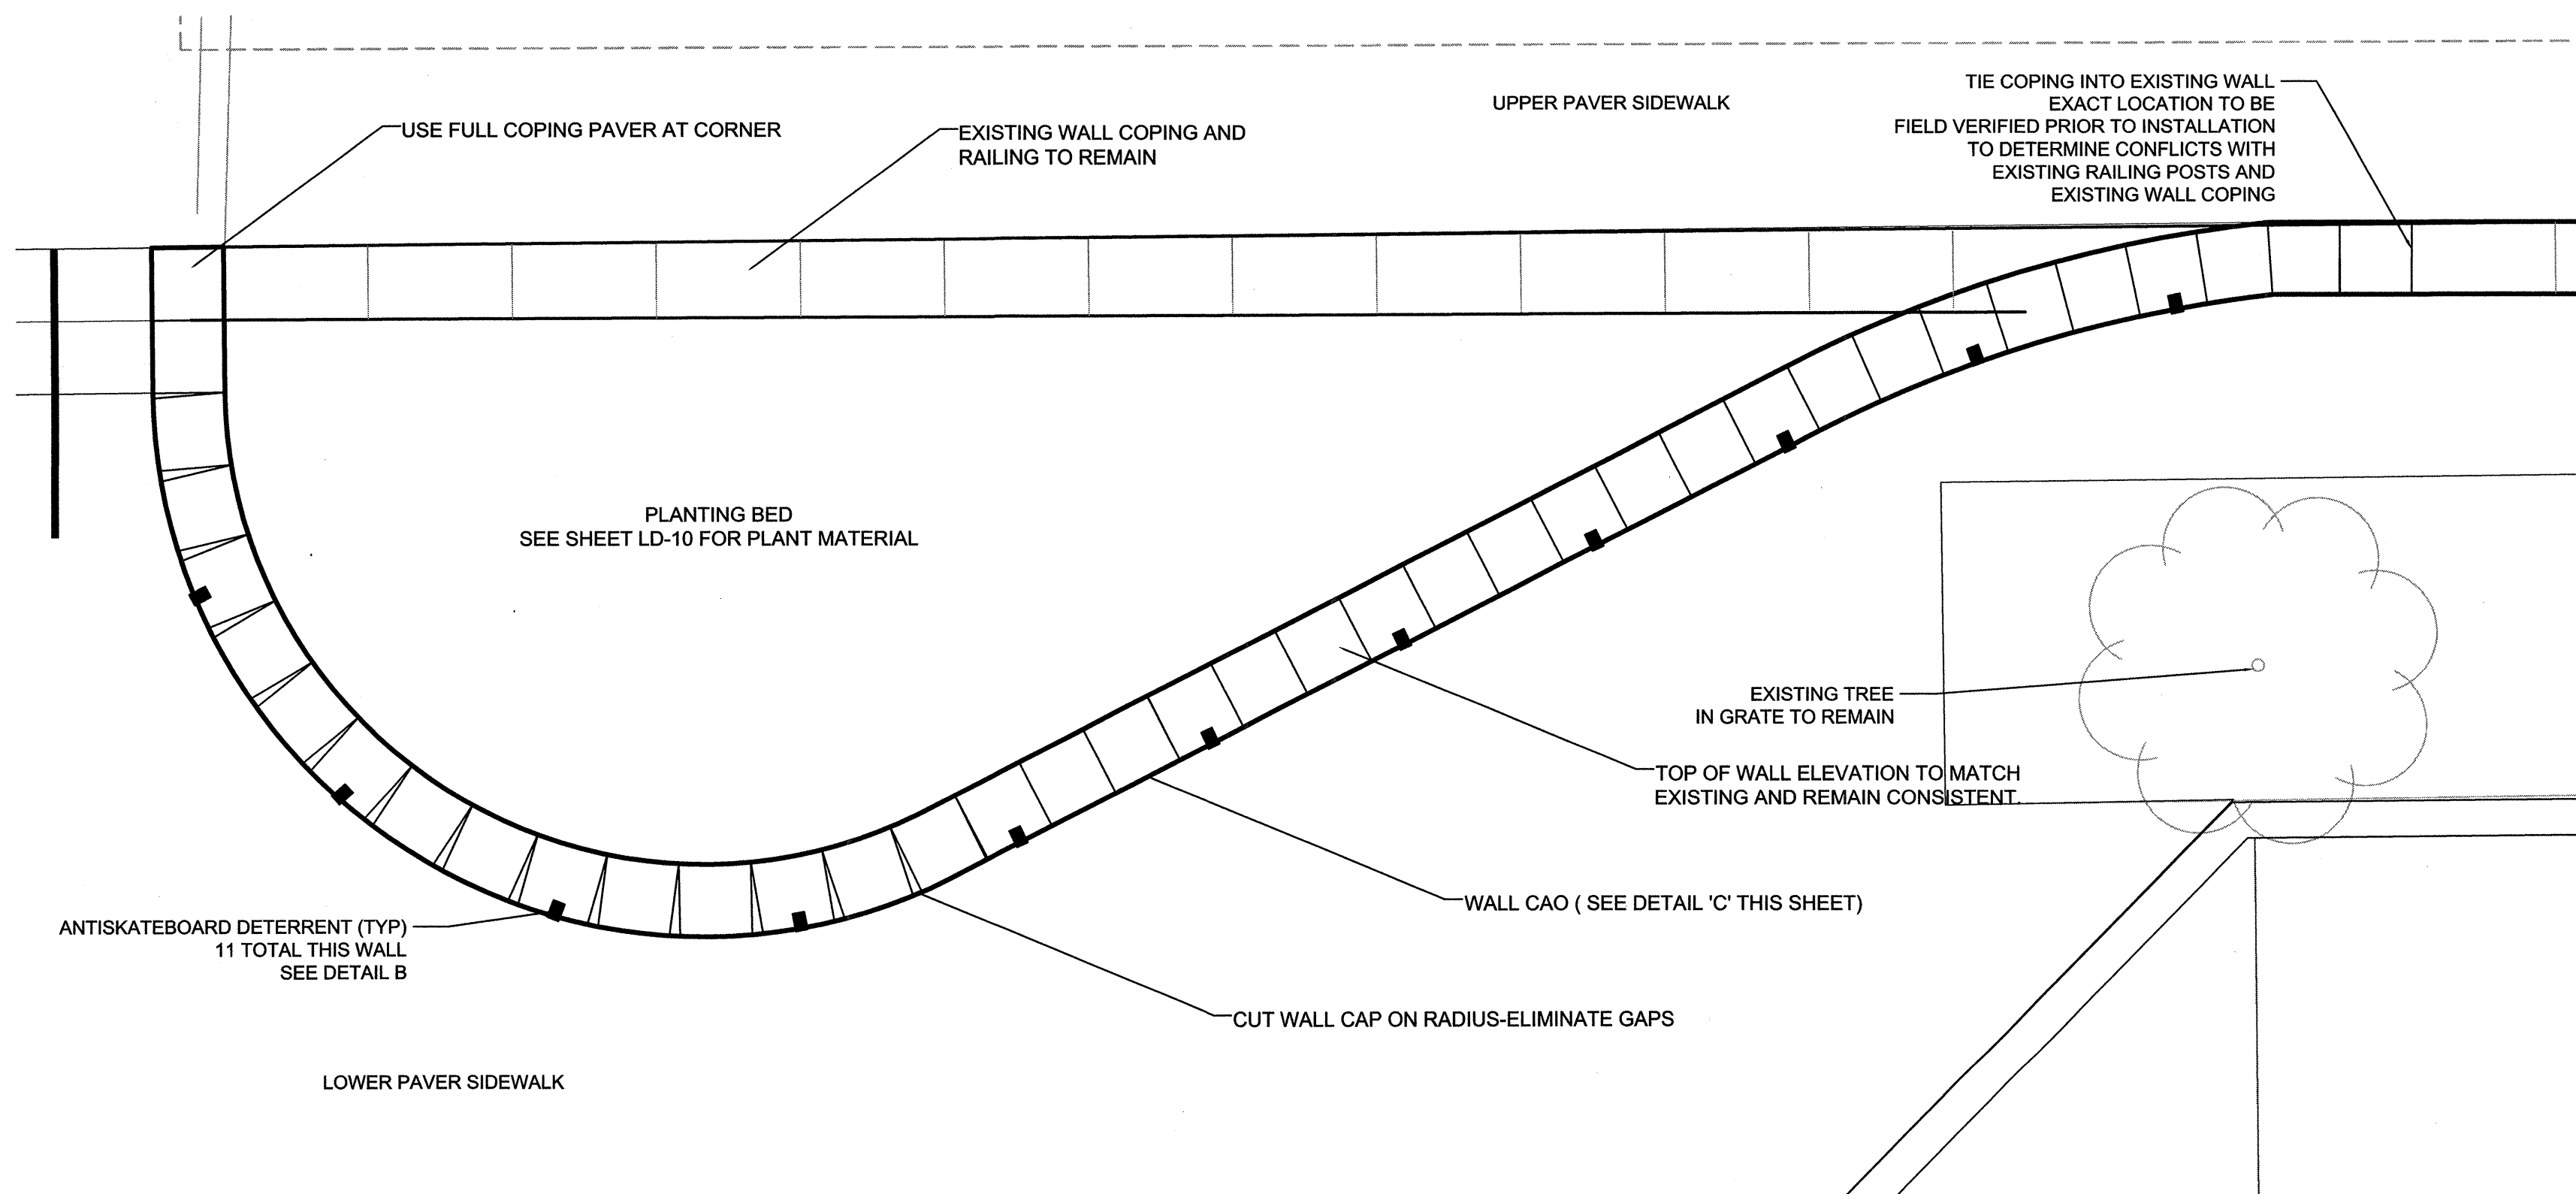 UPPER PAVER SIDEWALK
TIE COPING INTO EXISTING WALL
EXACT LOCATION TO BE
FIELD VERIFIED PRIOR TO INSTALLATION
TO DETERMINE CONFLICTS WITH
EXISTING RAILING POSTS AND
EXISTING WALL COPING
USE FULL COPING PAVER AT CORNER
EXISTING WALL COPING AND
RAILING TO REMAIN
PLANTING BED
SEE SHEET LD-10 FOR PLANT MATERIAL
EXISTING TREE
IN GRATE TO REMAIN
TOP OF WALL ELEVATION TO MATCH
EXISTING AND REMAIN CONSISTENT.
WALL CAO ( SEE DETAIL 'C' THIS SHEET)
ANTISKATEBOARD DETERRENT (TYP)
11 TOTAL THIS WALL
SEE DETAIL B
CUT WALL CAP ON RADIUS-ELIMINATE GAPS
LOWER PAVER SIDEWALK